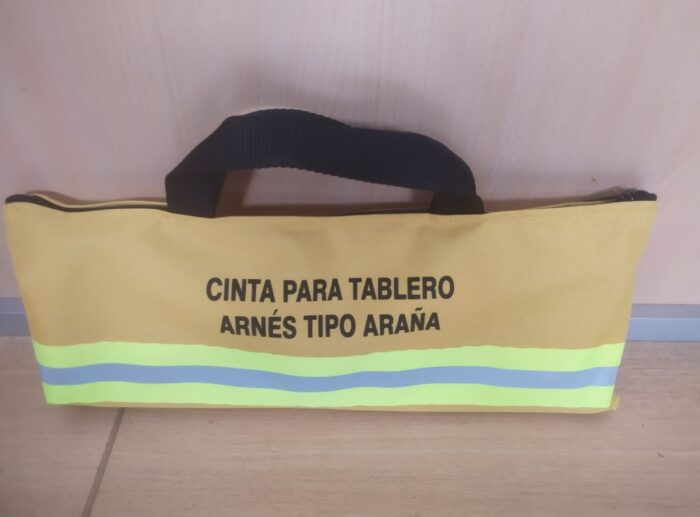 CINTA PARA TABLERO
ARNÉS TIPO ARAÑA